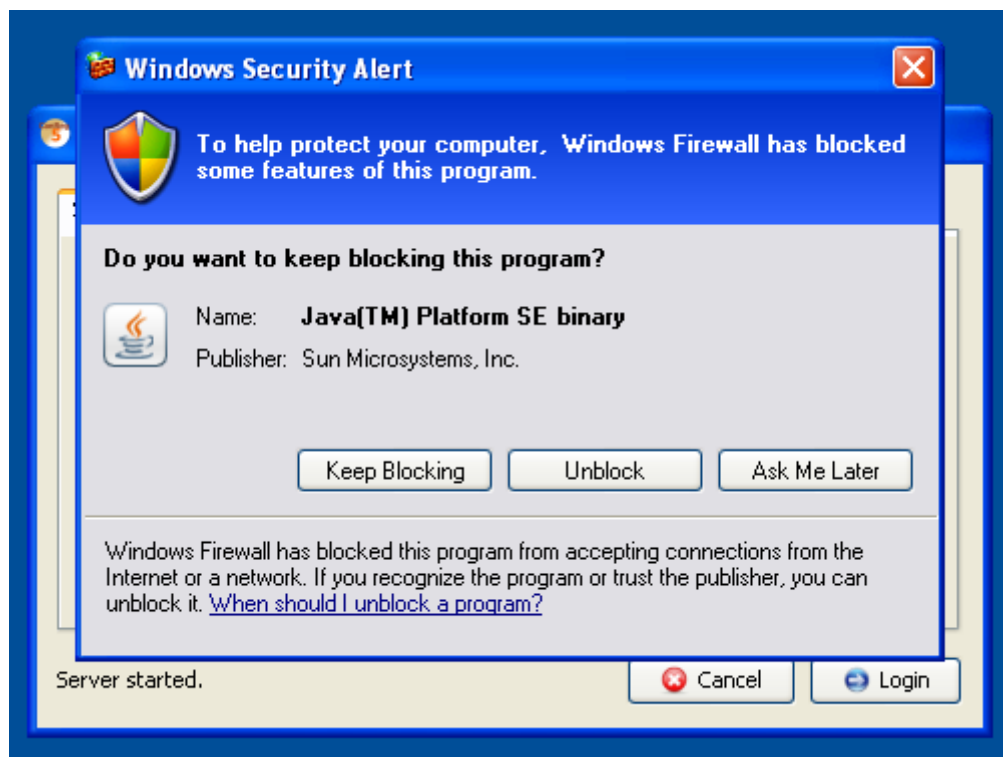 Windows Security Alert
To help protect your computer, Windows Firewall has blocked
some features of this program.
Do you want to keep blocking this program?
Name: Java(TM) Platform SE binary
Publisher: Sun Microsystems, Inc.
Keep Blocking Unblock Ask Me Later
Windows Firewall has blocked this program from accepting connections from the
Internet or a network. If you recognize the program or trust the publisher, you can
unblock it. When should I unblock a program?
Server started. Cancel Login